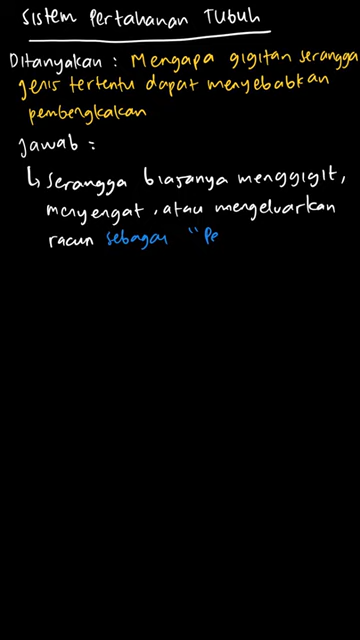 Sistem Pertahanan Tubuh
Ditanyakan : Mengapa gigitan serangga
jenis tertentu dapat menyebabkan
pembengkakan
Jawab :
↳ Serangga biasanya menggigit,
menyengat, atau mengeluarkan
racun sebagai "Pe